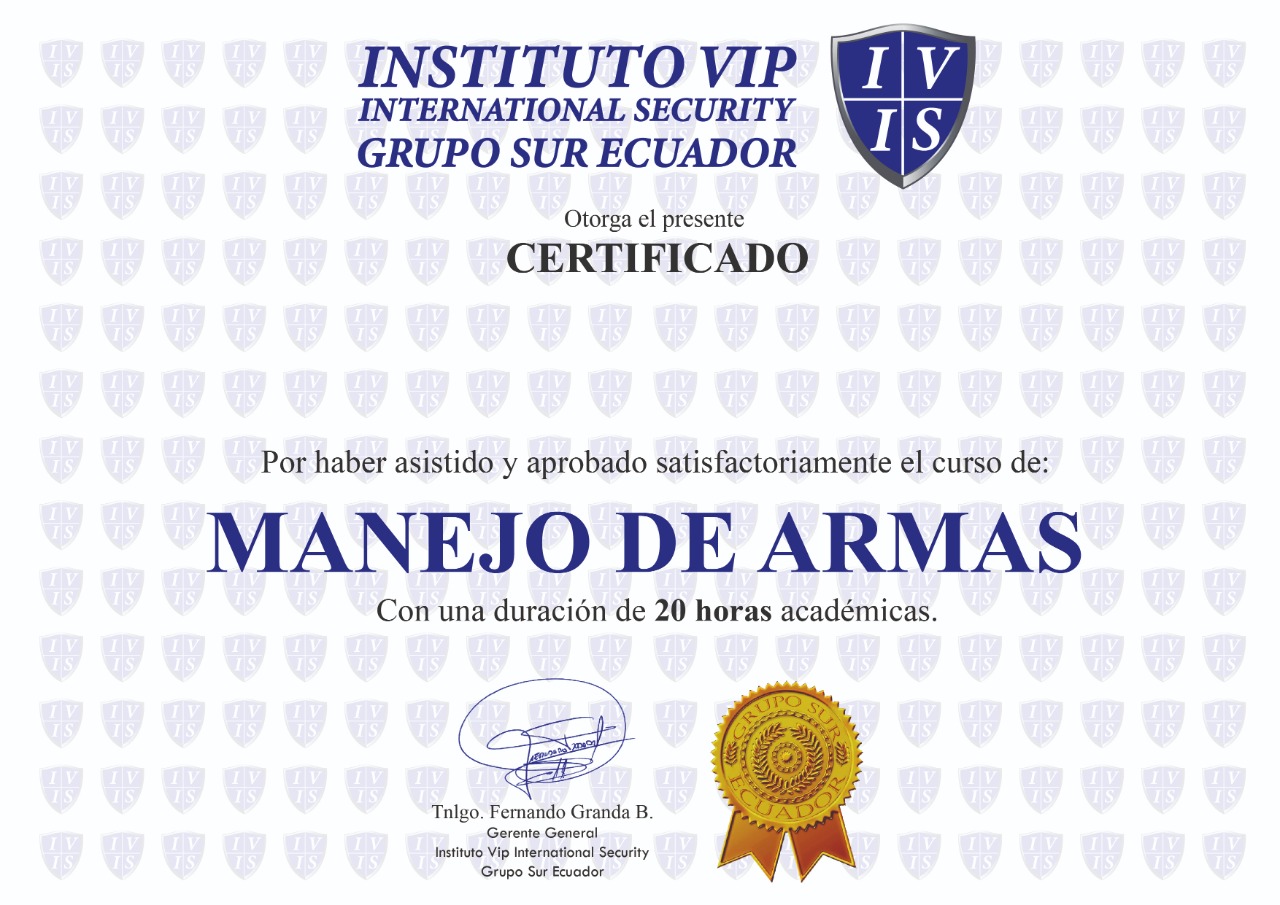 INSTITUTO VIP
INTERNATIONAL SECURITY
GRUPO SUR ECUADOR
I V
I S
Otorga el presente
CERTIFICADO
Por haber asistido y aprobado satisfactoriamente el curso de:
MANEJO DE ARMAS
Con una duración de 20 horas académicas.
GRUPO SUR
ECUADOR
Tnlgo. Fernando Granda B.
Gerente General
Instituto Vip International Security
Grupo Sur Ecuador